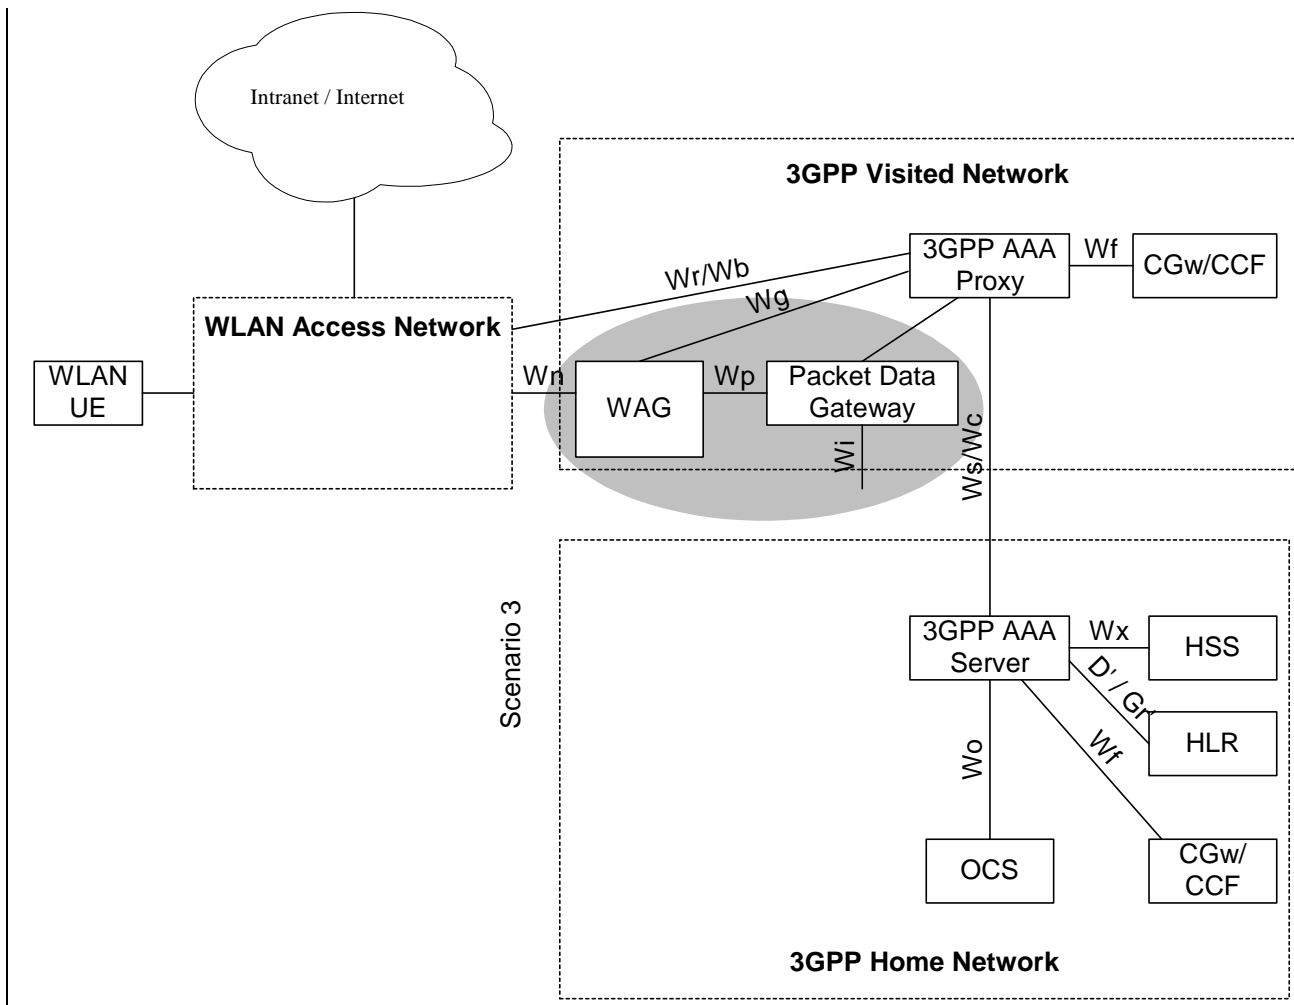 Intranet / Internet
3GPP Visited Network
3GPP AAA
Proxy
Wf
CGw/CCF
Wr/Wb
Wg
WLAN Access Network
WLAN
UE
Wn
WAG
Wp
Packet Data
Gateway
Wi
Ws/Wc
Scenario 3
3GPP AAA
Server
Wx
HSS
D' / Gr'
HLR
Wf
Wo
OCS
CGw/
CCF
3GPP Home Network